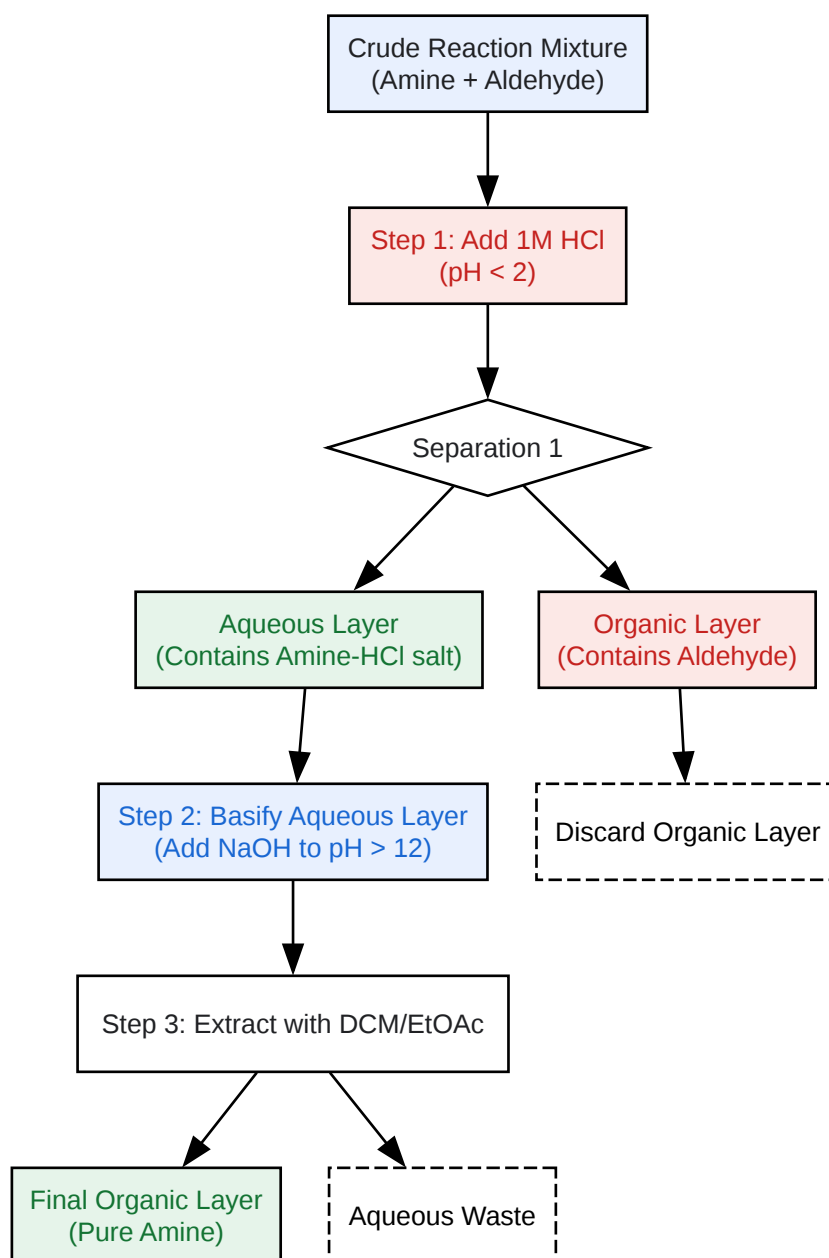 Crude Reaction Mixture
(Amine + Aldehyde)
Step 1: Add 1M HCl
(pH < 2)
Separation 1
Aqueous Layer
(Contains Amine-HCl salt)
Organic Layer
(Contains Aldehyde)
Step 2: Basify Aqueous Layer
(Add NaOH to pH > 12)
Discard Organic Layer
Step 3: Extract with DCM/EtOAc
Final Organic Layer
(Pure Amine)
Aqueous Waste